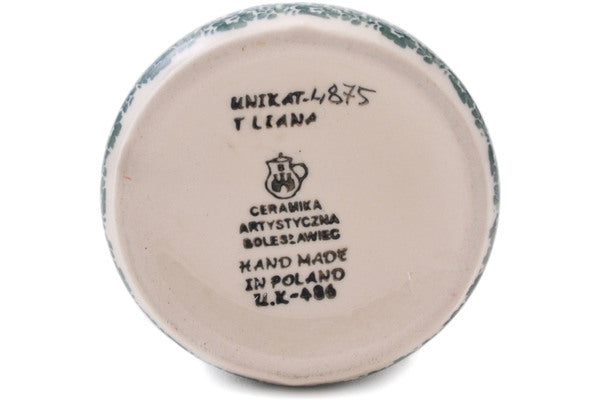 UNIKAT-4875
T LIANA
B
CERAMIKA
ARTYSTYCZNA
BOLESŁAWIEC
HAND MADE
IN POLAND
U.K-486